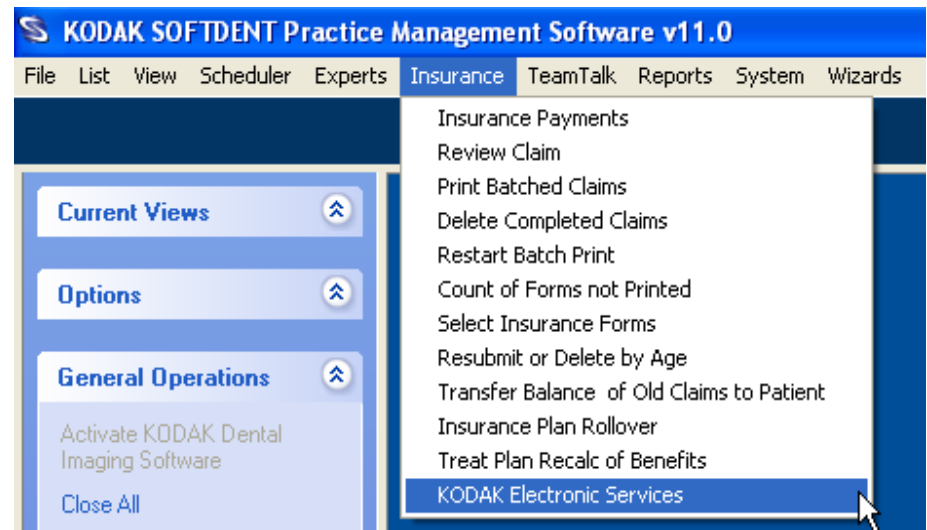 KODAK SOFTDENT Practice Management Software v11.0
File List View Scheduler Experts Insurance TeamTalk Reports System Wizards
Insurance Payments
Review Claim
Print Batched Claims
Delete Completed Claims
Restart Batch Print
Count of Forms not Printed
Select Insurance Forms
Resubmit or Delete by Age
Transfer Balance of Old Claims to Patient
Insurance Plan Rollover
Treat Plan Recalc of Benefits
KODAK Electronic Services
Current Views
Options
General Operations
Activate KODAK Dental
Imaging Software
Close All